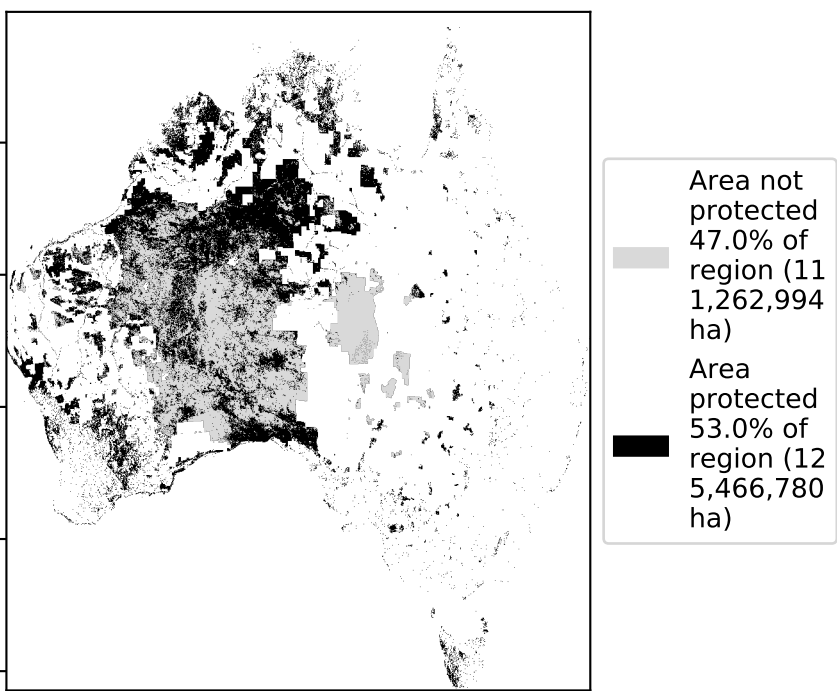 Area not
protected
47.0% of
region (11
1,262,994
ha)
Area
protected
53.0% of
region (12
5,466,780
ha)